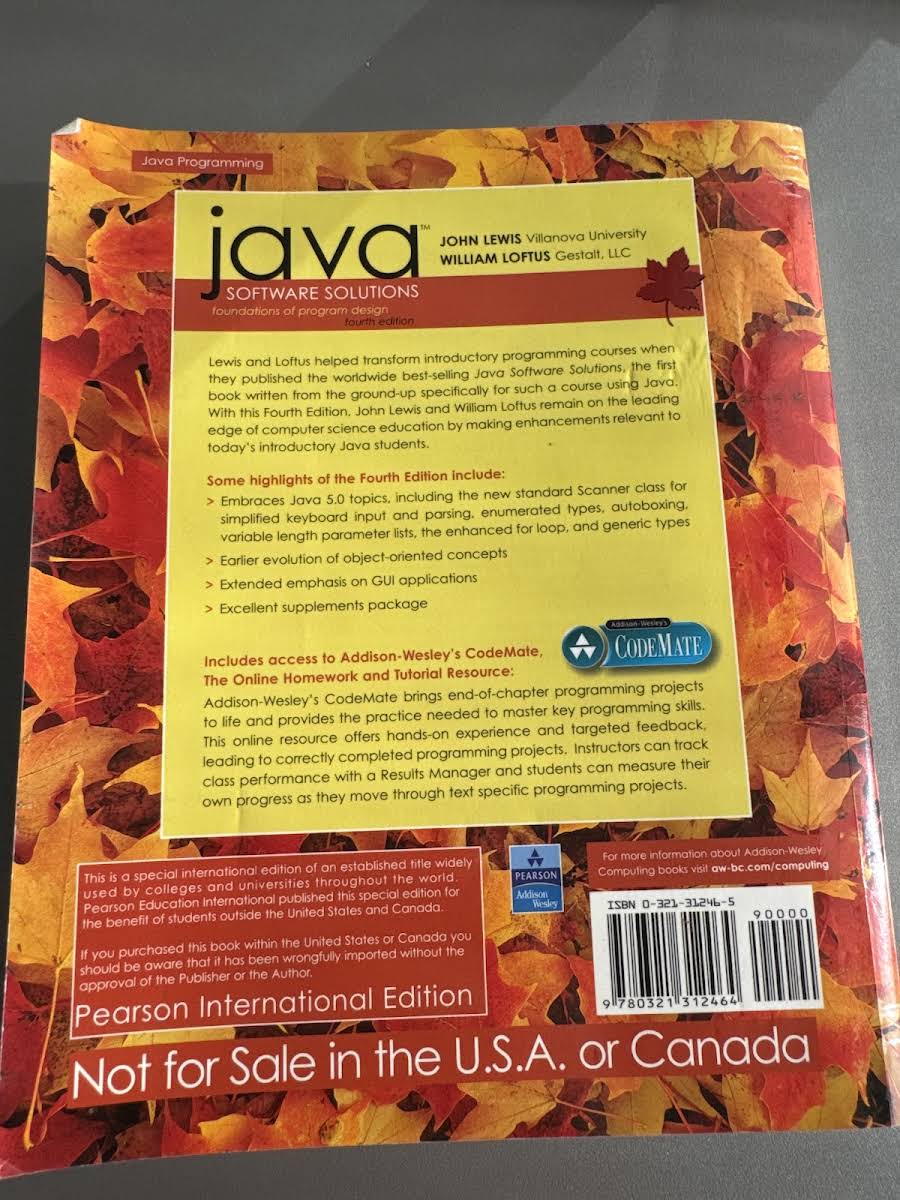 Java Programming
java™
JOHN LEWIS Villanova University
WILLIAM LOFTUS Gestalt, LLC
SOFTWARE SOLUTIONS
foundations of program design
fourth edition
Lewis and Loftus helped transform introductory programming courses when
they published the worldwide best-selling Java Software Solutions, the first
book written from the ground-up specifically for such a course using Java.
With this Fourth Edition, John Lewis and William Loftus remain on the leading
edge of computer science education by making enhancements relevant to
today's introductory Java students.
Some highlights of the Fourth Edition include:
> Embraces Java 5.0 topics, including the new standard Scanner class for
simplified keyboard input and parsing, enumerated types, autoboxing,
variable length parameter lists, the enhanced for loop, and generic types
> Earlier evolution of object-oriented concepts
> Extended emphasis on GUI applications
> Excellent supplements package
Addison-Wesley's
CODEMATE
Includes access to Addison-Wesley's CodeMate,
The Online Homework and Tutorial Resource:
Addison-Wesley's CodeMate brings end-of-chapter programming projects
to life and provides the practice needed to master key programming skills.
This online resource offers hands-on experience and targeted feedback,
leading to correctly completed programming projects. Instructors can track
class performance with a Results Manager and students can measure their
own progress as they move through text specific programming projects.
This is a special international edition of an established title widely
used by colleges and universities throughout the world.
Pearson Education International published this special edition for
the benefit of students outside the United States and Canada.
If you purchased this book within the United States or Canada you
should be aware that it has been wrongfully imported without the
approval of the Publisher or the Author.
Pearson International Edition
PEARSON
Addison
Wesley
For more information about Addison-Wesley
Computing books visit aw-bc.com/computing
ISBN 0-321-31246-5
90000
9 780321 312464
Not for Sale in the U.S.A. or Canada